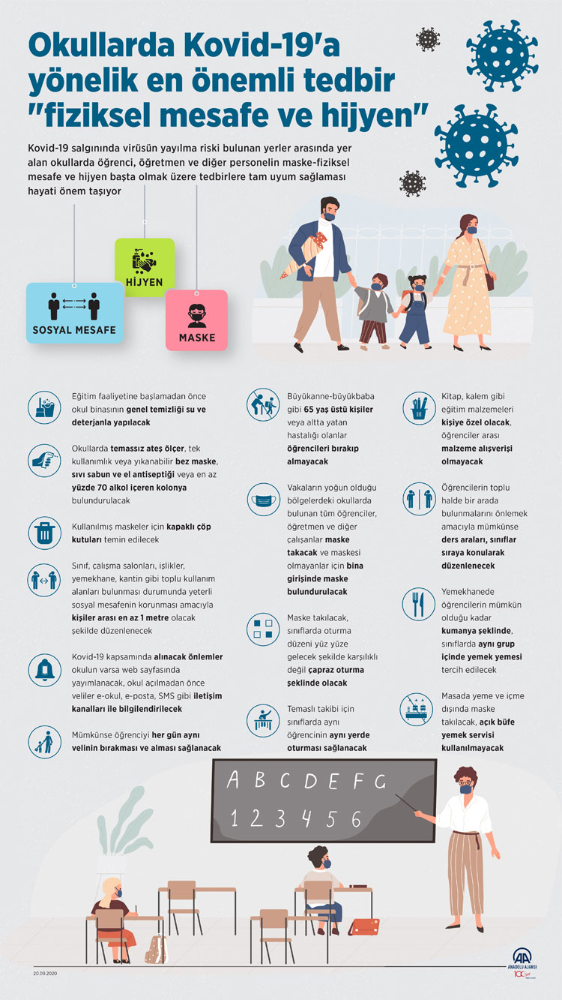 Okullarda Kovid-19'a
yönelik en önemli tedbir
"fiziksel mesafe ve hijyen"
Kovid-19 salgınında virüsün yayılma riski bulunan yerler arasında yer
alan okullarda öğrenci, öğretmen ve diğer personelin maske-fiziksel
mesafe ve hijyen başta olmak üzere tedbirlere tam uyum sağlaması
hayati önem taşıyor
HİJYEN
SOSYAL MESAFE
MASKE
Eğitim faaliyetine başlamadan önce
okul binasının genel temizliği su ve
deterjanla yapılacak
Okullarda temassız ateş ölçer, tek
kullanımlık veya yıkanabilir bez maske,
sıvı sabun ve el antiseptiği veya en az
yüzde 70 alkol içeren kolonya
bulundurulacak
Kullanılmış maskeler için kapaklı çöp
kutuları temin edilecek
Sınıf, çalışma salonları, işlikler,
yemekhane, kantin gibi toplu kullanım
alanları bulunması durumunda yeterli
sosyal mesafenin korunması amacıyla
kişiler arası en az 1 metre olacak
şekilde düzenlenecek
Kovid-19 kapsamında alınacak önlemler
okulun varsa web sayfasında
yayımlanacak, okul açılmadan önce
veliler e-okul, e-posta, SMS gibi iletişim
kanalları ile bilgilendirilecek
Mümkünse öğrenciyi her gün aynı
velinin bırakması ve alması sağlanacak
Büyükanne-büyükbaba
gibi 65 yaş üstü kişiler
veya altta yatan
hastalığı olanlar
öğrencileri bırakıp
almayacak
Vakaların yoğun olduğu
bölgelerdeki okullarda
bulunan tüm öğrenciler,
öğretmen ve diğer
çalışanlar maske
takacak ve maskesi
olmayanlar için bina
girişinde maske
bulundurulacak
Maske takılacak,
sınıflarda oturma
düzeni yüz yüze
gelecek şekilde karşılıklı
değil çapraz oturma
şeklinde olacak
Temaslı takibi için
sınıflarda aynı
öğrencinin aynı yerde
oturması sağlanacak
Kitap, kalem gibi
eğitim malzemeleri
kişiye özel olacak,
öğrenciler arası
malzeme alışverişi
olmayacak
Öğrencilerin toplu
halde bir arada
bulunmalarını önlemek
amacıyla mümkünse
ders araları, sınıflar
sıraya konularak
düzenlenecek
Yemekhanede
öğrencilerin mümkün
olduğu kadar
kumanya şeklinde,
sınıflarda aynı grup
içinde yemek yemesi
tercih edilecek
Masada yeme ve içme
dışında maske
takılacak, açık büfe
yemek servisi
kullanılmayacak
A B C D E F G
1 2 3 4 5 6
20.09.2020
AA
ANADOLU AJANSI
100. yıl